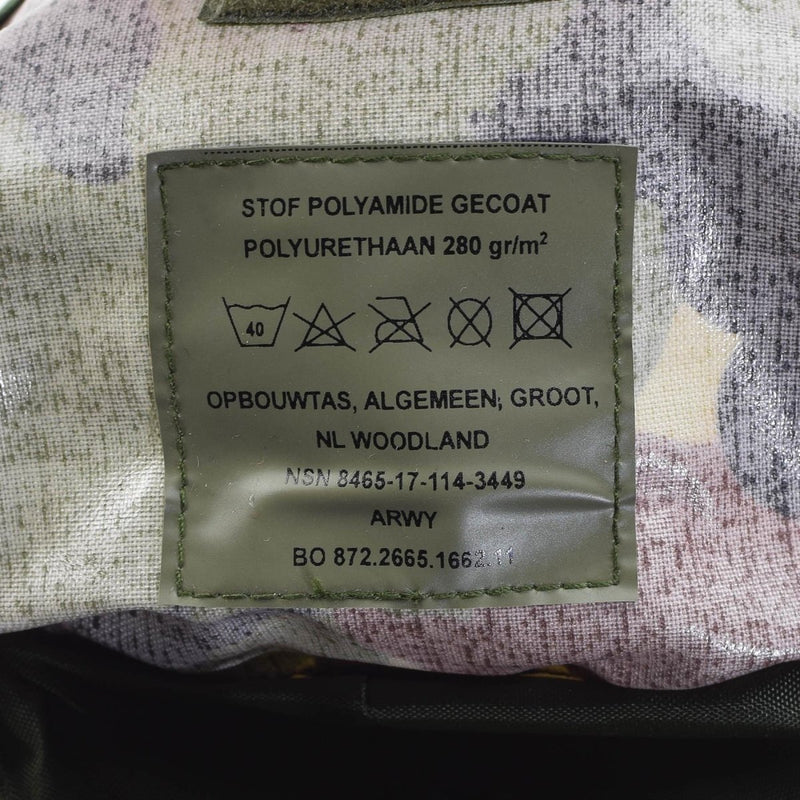 STOF POLYAMIDE GECOAT
POLYURETHAAN 280 gr/m²
40
OPBOUWTAS, ALGEMEEN, GROOT,
NL WOODLAND
NSN 8465-17-114-3449
ARWY
BO 872.2665.1662.11